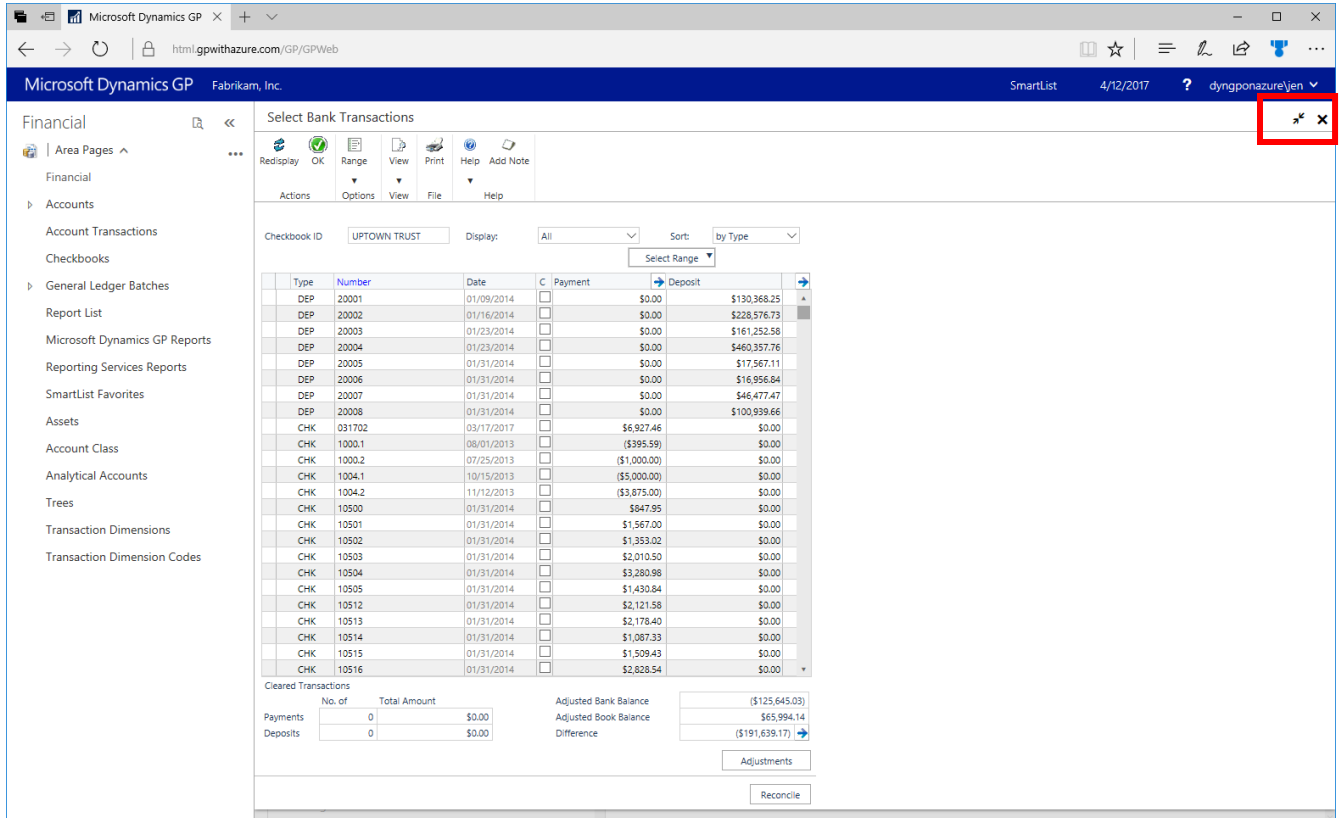 Microsoft Dynamics GP
html.gpwithazure.com/GP/GPWeb
Microsoft Dynamics GP Fabrikam, Inc. SmartList 4/12/2017 ? dyngponazure\jen
Financial
Area Pages
Financial
Accounts
Account Transactions
Checkbooks
General Ledger Batches
Report List
Microsoft Dynamics GP Reports
Reporting Services Reports
SmartList Favorites
Assets
Account Class
Analytical Accounts
Trees
Transaction Dimensions
Transaction Dimension Codes
Select Bank Transactions
Redisplay OK Range View Print Help Add Note
Actions Options View File Help
Checkbook ID UPTOWN TRUST Display: All Sort: by Type
Select Range
Type Number Date C Payment Deposit
DEP 20001 01/09/2014 $0.00 $130,368.25
DEP 20002 01/16/2014 $0.00 $228,576.73
DEP 20003 01/23/2014 $0.00 $161,252.58
DEP 20004 01/23/2014 $0.00 $460,357.76
DEP 20005 01/31/2014 $0.00 $17,567.11
DEP 20006 01/31/2014 $0.00 $16,956.84
DEP 20007 01/31/2014 $0.00 $46,477.47
DEP 20008 01/31/2014 $0.00 $100,939.66
CHK 031702 03/17/2017 $6,927.46 $0.00
CHK 1000.1 08/01/2013 ($395.59) $0.00
CHK 1000.2 07/25/2013 ($1,000.00) $0.00
CHK 1004.1 10/15/2013 ($5,000.00) $0.00
CHK 1004.2 11/12/2013 ($3,875.00) $0.00
CHK 10500 01/31/2014 $847.95 $0.00
CHK 10501 01/31/2014 $1,567.00 $0.00
CHK 10502 01/31/2014 $1,353.02 $0.00
CHK 10503 01/31/2014 $2,010.50 $0.00
CHK 10504 01/31/2014 $3,280.98 $0.00
CHK 10505 01/31/2014 $1,430.84 $0.00
CHK 10512 01/31/2014 $2,121.58 $0.00
CHK 10513 01/31/2014 $2,178.40 $0.00
CHK 10514 01/31/2014 $1,087.33 $0.00
CHK 10515 01/31/2014 $1,509.43 $0.00
CHK 10516 01/31/2014 $2,828.54 $0.00
Cleared Transactions
No. of Total Amount Adjusted Bank Balance ($125,645.03)
Payments 0 $0.00 Adjusted Book Balance $65,994.14
Deposits 0 $0.00 Difference ($191,639.17)
Adjustments
Reconcile